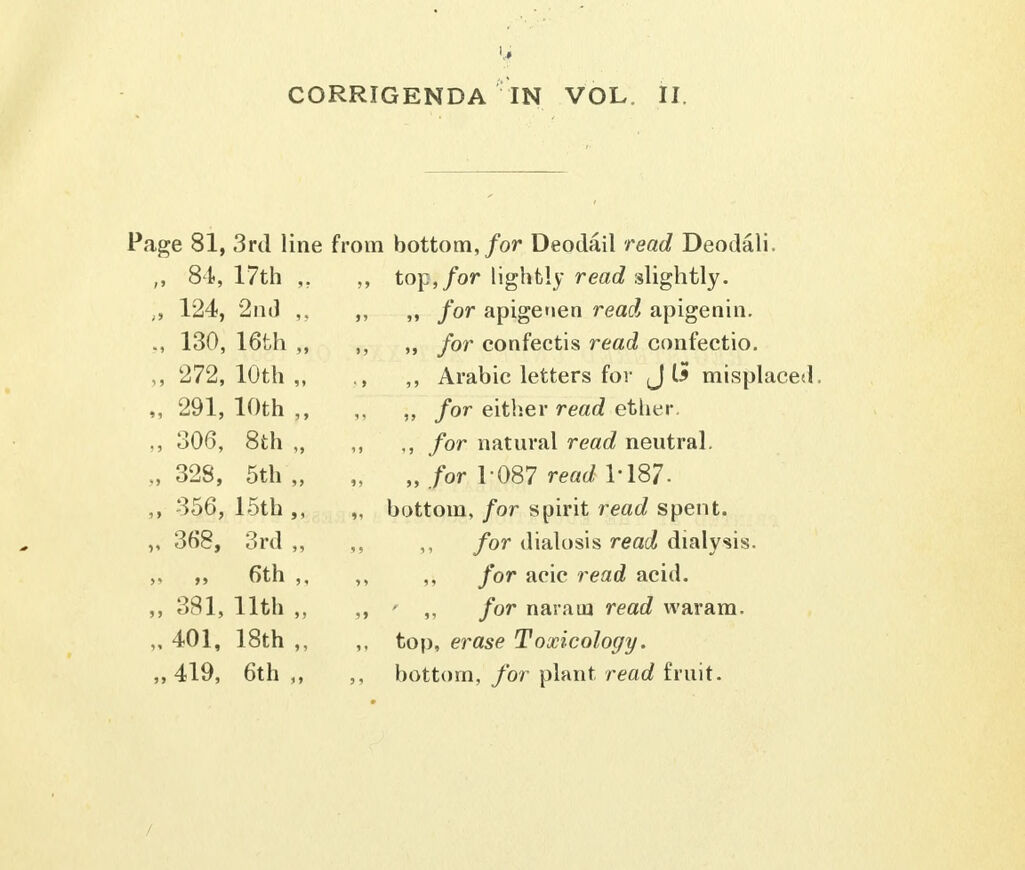 CORRIGENDA IN VOL. II.
Page 81, 3rd line from bottom, for Deodáil read Deodáli.
„ 84, 17th „ „ top, for lightly read slightly.
„ 124, 2nd „ „ „ for apigenen read apigenin.
„ 130, 16th „ „ „ for confectis read confectio.
„ 272, 10th „ „ „ Arabic letters for قال misplaced.
„ 291, 10th „ „ „ for either read ether.
„ 306, 8th „ „ „ for natural read neutral.
„ 328, 5th „ „ „ for 1·087 read 1·187.
„ 356, 15th „ „ bottom, for spirit read spent.
„ 368, 3rd „ „ „ for dialosis read dialysis.
„ „ 6th „ „ „ for acic read acid.
„ 381, 11th „ „ „ for naram read waram.
„ 401, 18th „ „ top, erase Toxicology.
„ 419, 6th „ „ bottom, for plant read fruit.